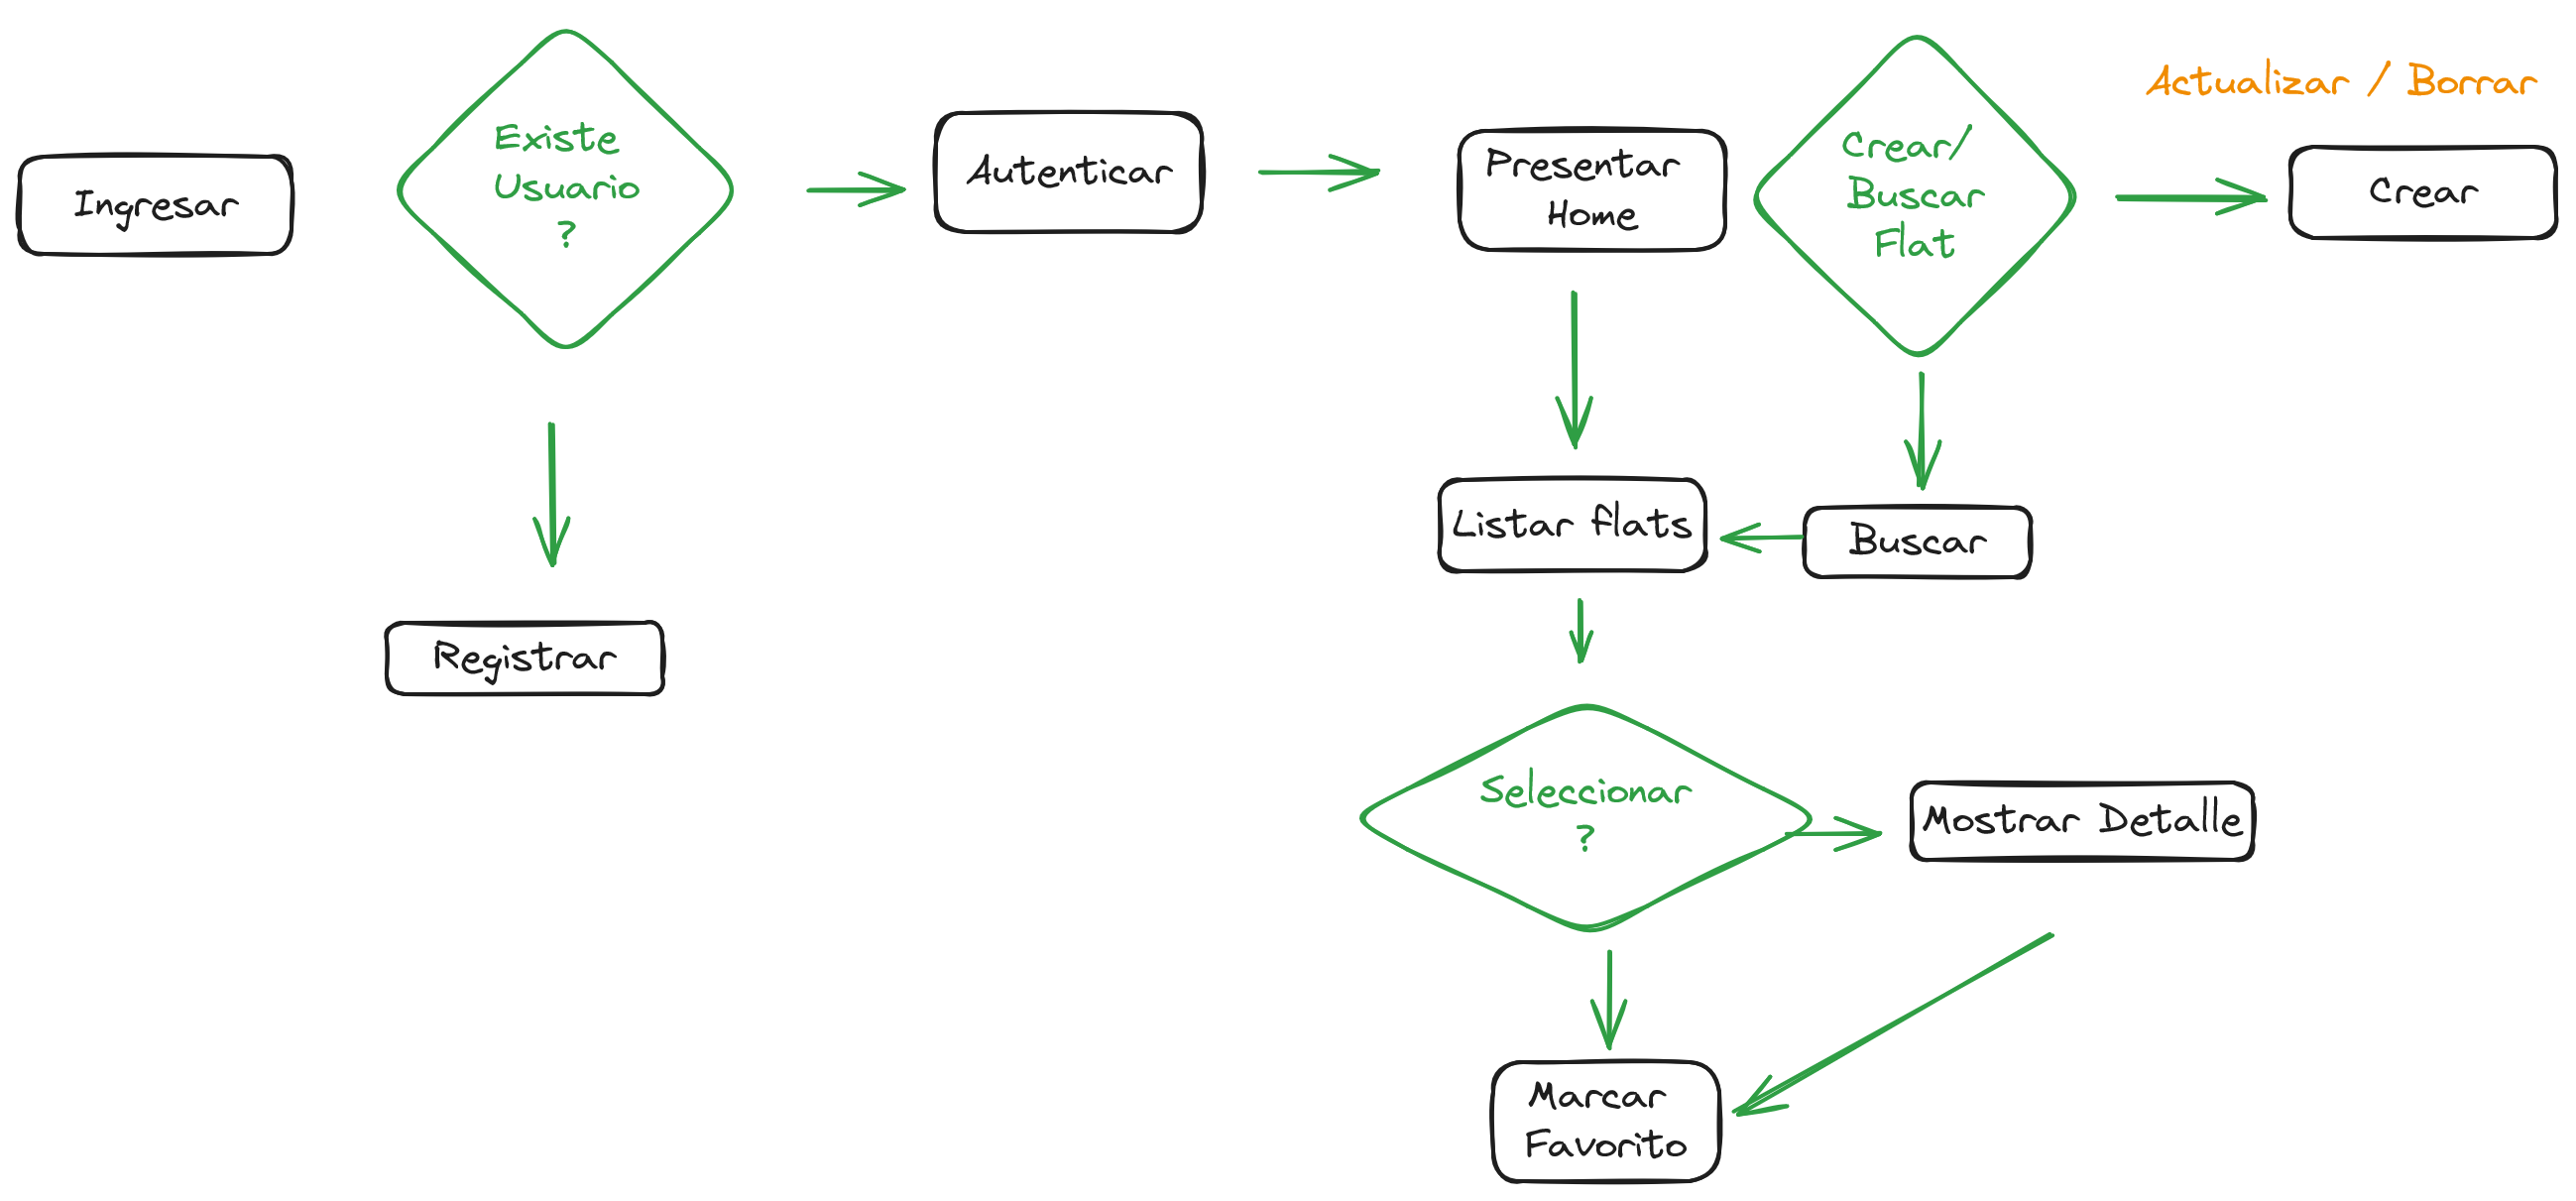 Ingresar
Existe
Usuario
?
Autenticar
Presentar
Home
Crear/
Buscar
Flat
Actualizar / Borrar
Crear
Listar flats
Buscar
Registrar
Seleccionar
?
Mostrar Detalle
Marcar
Favorito